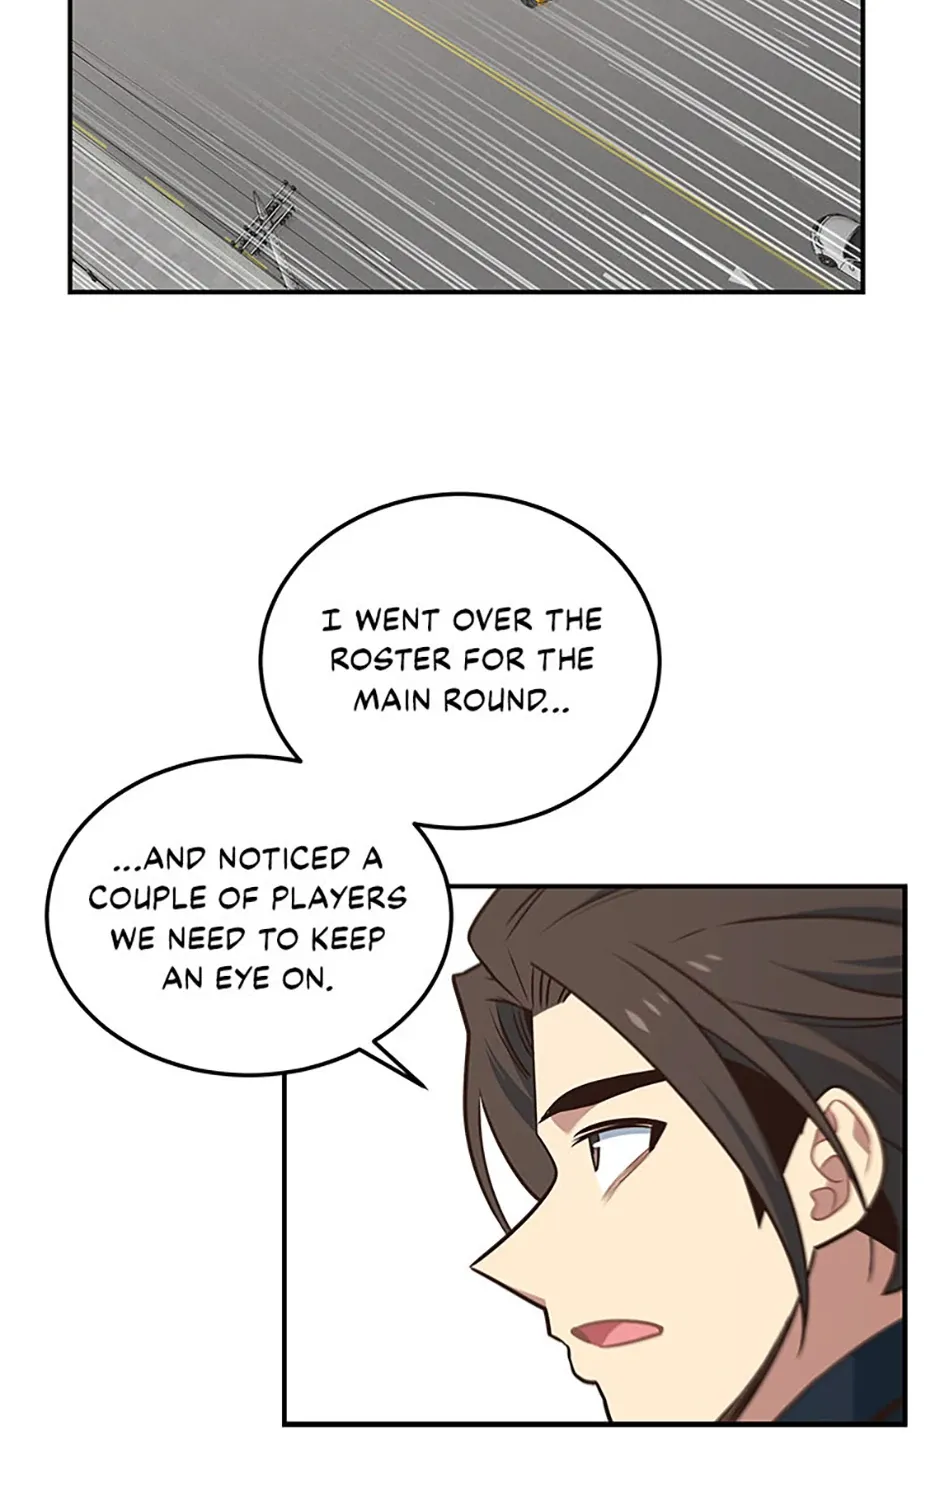 I WENT OVER THE
ROSTER FOR THE
MAIN ROUND...
...AND NOTICED A
COUPLE OF PLAYERS
WE NEED TO KEEP
AN EYE ON.